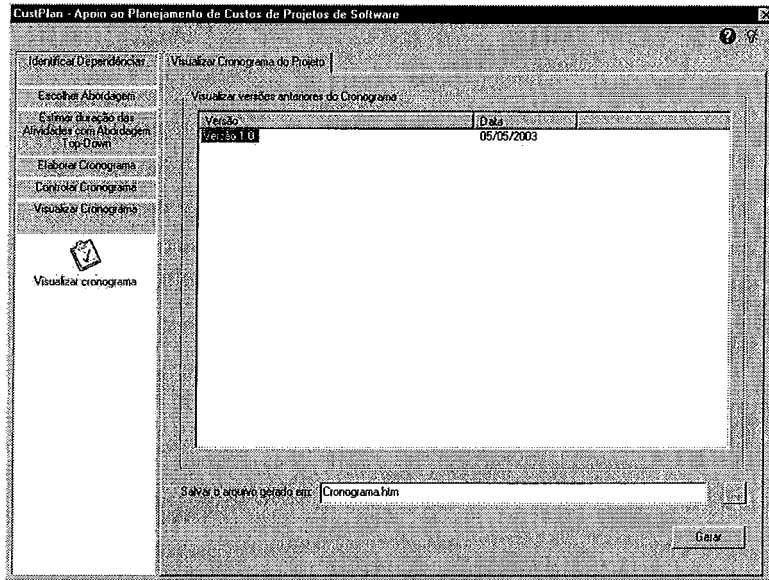 CustPlan - Apoio ao Planejamento de Custos de Projetos de Software
Identificar Dependências
Visualizar Cronograma do Projeto
Escolher Abordagem
Estimar duração das
Atividades com Abordagem
Top-Down
Elaborar Cronograma
Controlar Cronograma
Visualizar Cronograma
Visualizar cronograma
Visualizar versões anteriores do Cronograma
Versão Data
Versão 1.0 05/05/2003
Salvar o arquivo gerado em: Cronograma.htm ...
Gerar